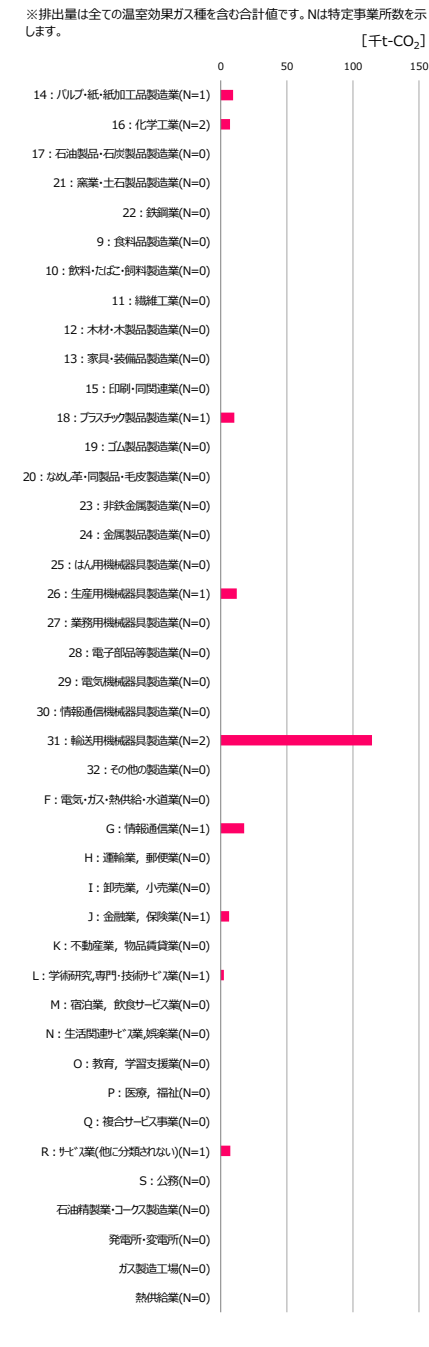 ※排出量は全ての温室効果ガス種を含む合計値です。Nは特定事業所数を示
します。
[千t-CO₂]
0 50 100 150
14：パルプ・紙・紙加工品製造業(N=1)
16：化学工業(N=2)
17：石油製品・石炭製品製造業(N=0)
21：窯業・土石製品製造業(N=0)
22：鉄鋼業(N=0)
9：食料品製造業(N=0)
10：飲料・たばこ・飼料製造業(N=0)
11：繊維工業(N=0)
12：木材・木製品製造業(N=0)
13：家具・装備品製造業(N=0)
15：印刷・同関連業(N=0)
18：プラスチック製品製造業(N=1)
19：ゴム製品製造業(N=0)
20：なめし革・同製品・毛皮製造業(N=0)
23：非鉄金属製造業(N=0)
24：金属製品製造業(N=0)
25：はん用機械器具製造業(N=0)
26：生産用機械器具製造業(N=1)
27：業務用機械器具製造業(N=0)
28：電子部品等製造業(N=0)
29：電気機械器具製造業(N=0)
30：情報通信機械器具製造業(N=0)
31：輸送用機械器具製造業(N=2)
32：その他の製造業(N=0)
F：電気・ガス・熱供給・水道業(N=0)
G：情報通信業(N=1)
H：運輸業，郵便業(N=0)
I：卸売業，小売業(N=0)
J：金融業，保険業(N=1)
K：不動産業，物品賃貸業(N=0)
L：学術研究,専門・技術ｻｰﾋﾞｽ業(N=1)
M：宿泊業，飲食サービス業(N=0)
N：生活関連ｻｰﾋﾞｽ業,娯楽業(N=0)
O：教育，学習支援業(N=0)
P：医療，福祉(N=0)
Q：複合サービス事業(N=0)
R：ｻｰﾋﾞｽ業(他に分類されない)(N=1)
S：公務(N=0)
石油精製業・コークス製造業(N=0)
発電所・変電所(N=0)
ガス製造工場(N=0)
熱供給業(N=0)